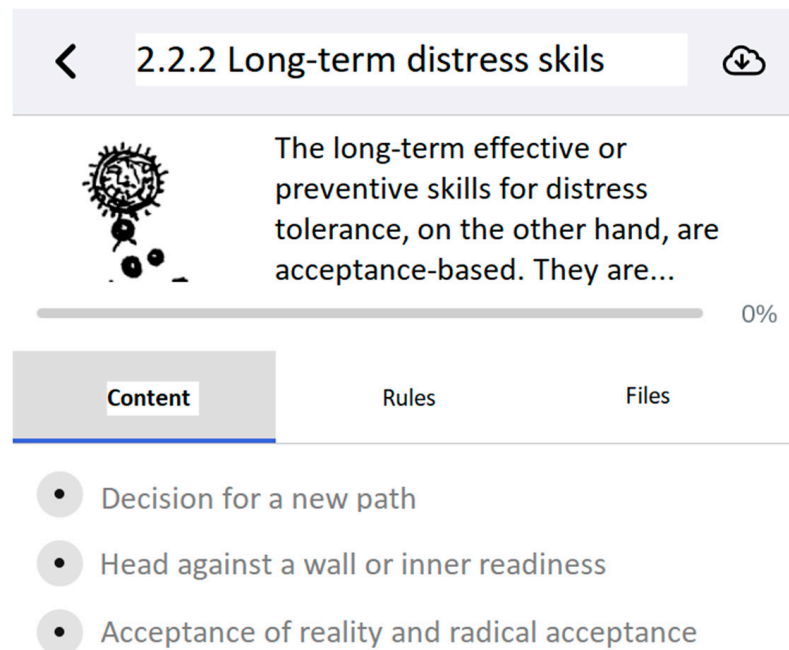 2.2.2 Long-term distress skils
The long-term effective or
preventive skills for distress
tolerance, on the other hand, are
acceptance-based. They are...
0%
Content
Rules
Files
Decision for a new path
Head against a wall or inner readiness
Acceptance of reality and radical acceptance